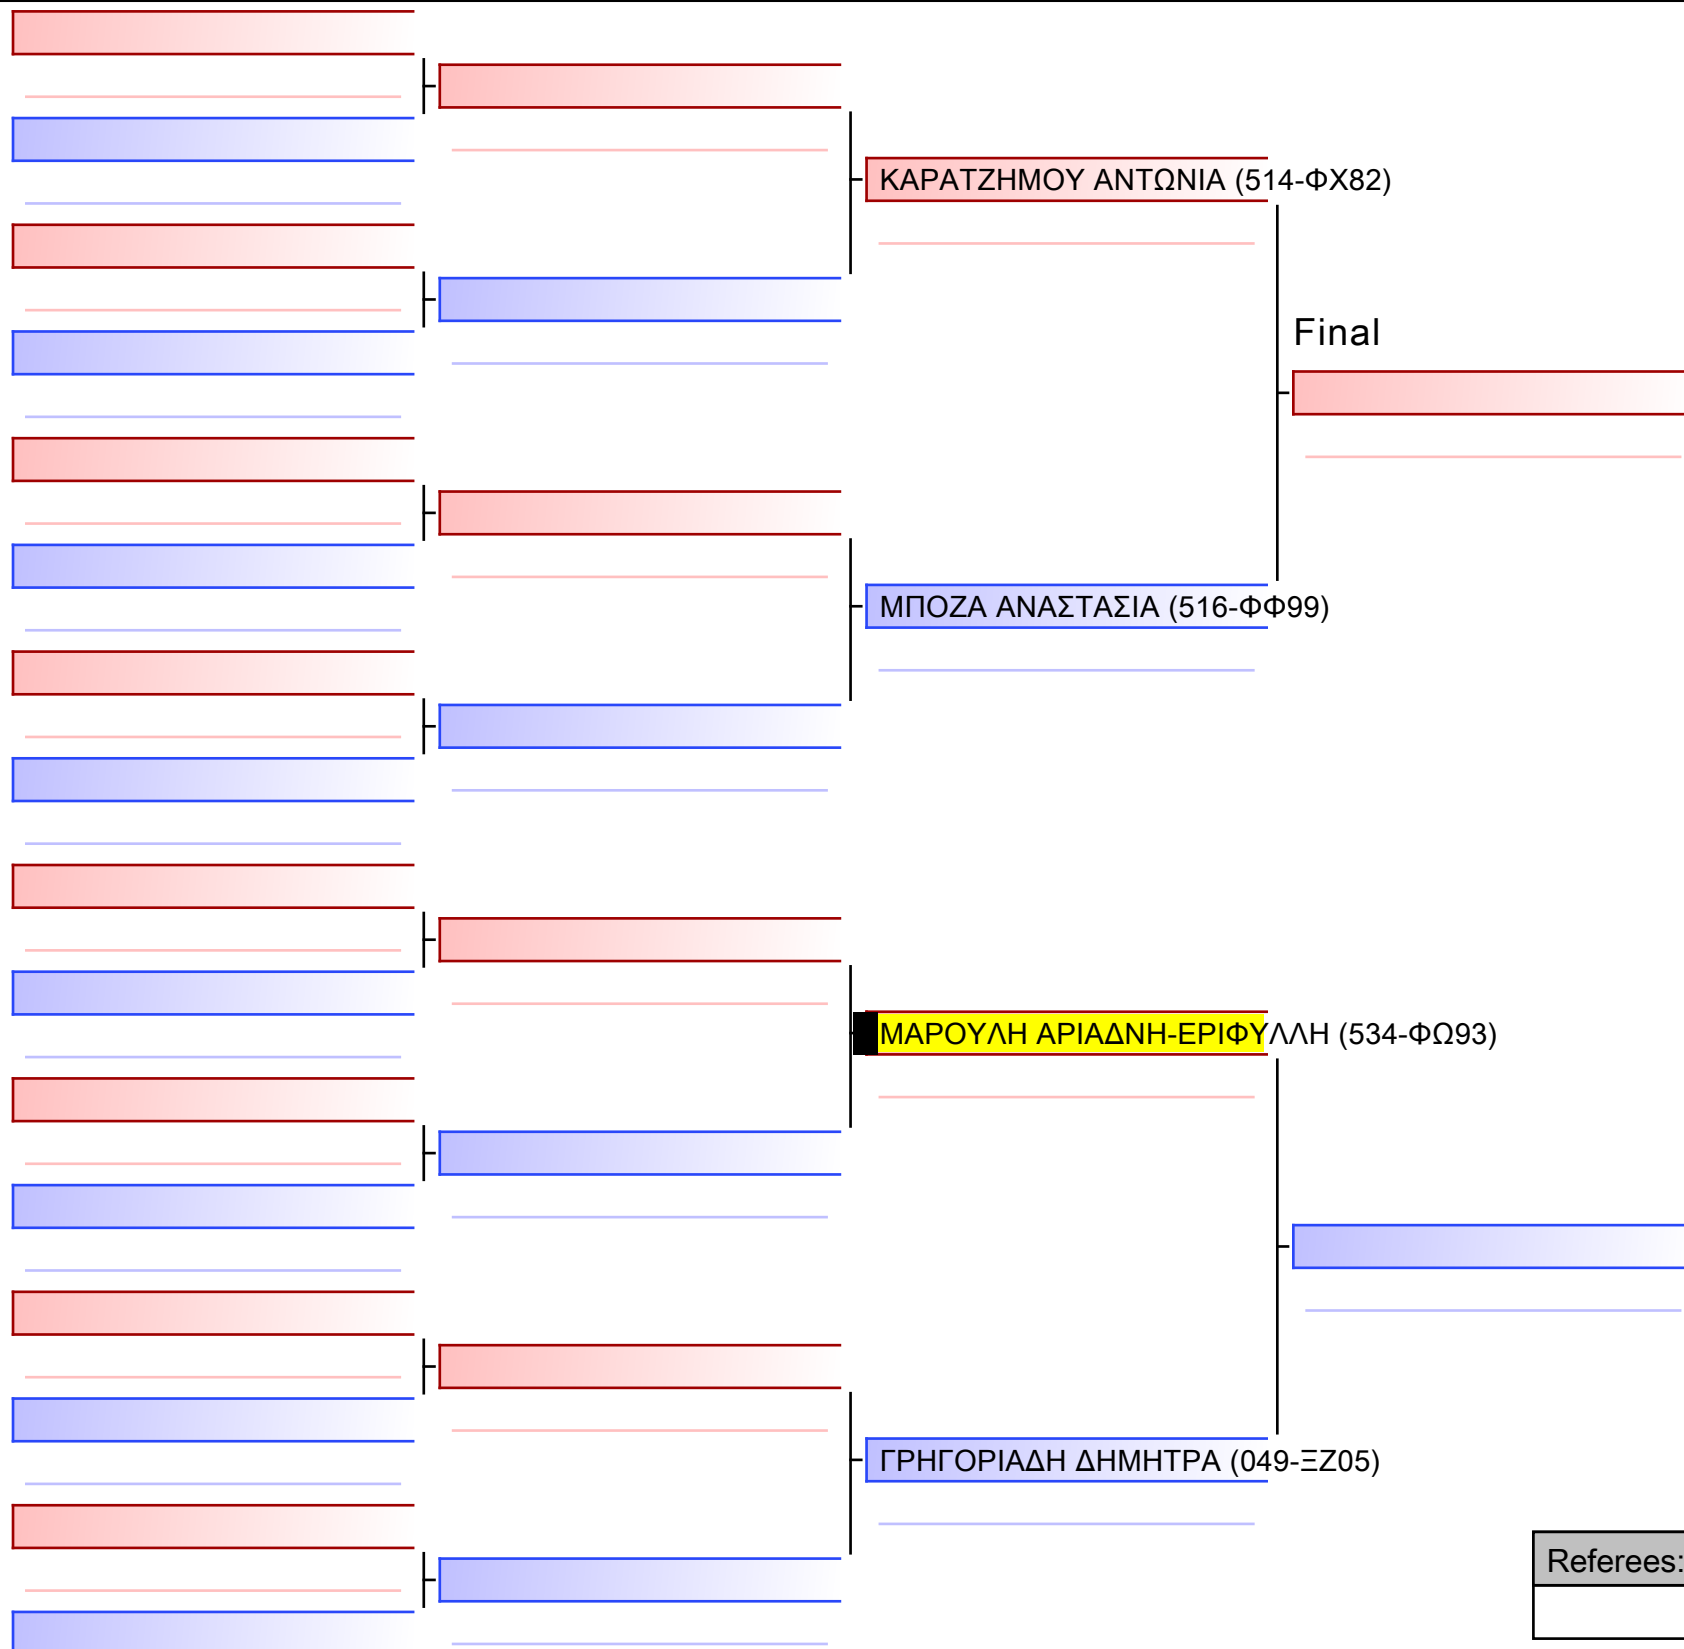 ΚΑΡΑΤΖΗΜΟΥ ΑΝΤΩΝΙΑ (514-ΦΧ82)
Final
ΜΠΟΖΑ ΑΝΑΣΤΑΣΙΑ (516-ΦΦ99)
ΜΑΡΟΥΛΗ ΑΡΙΑΔΝΗ-ΕΡΙΦΥΛΛΗ (534-ΦΩ93)
ΓΡΗΓΟΡΙΑΔΗ ΔΗΜΗΤΡΑ (049-ΞΖ05)
Referees: